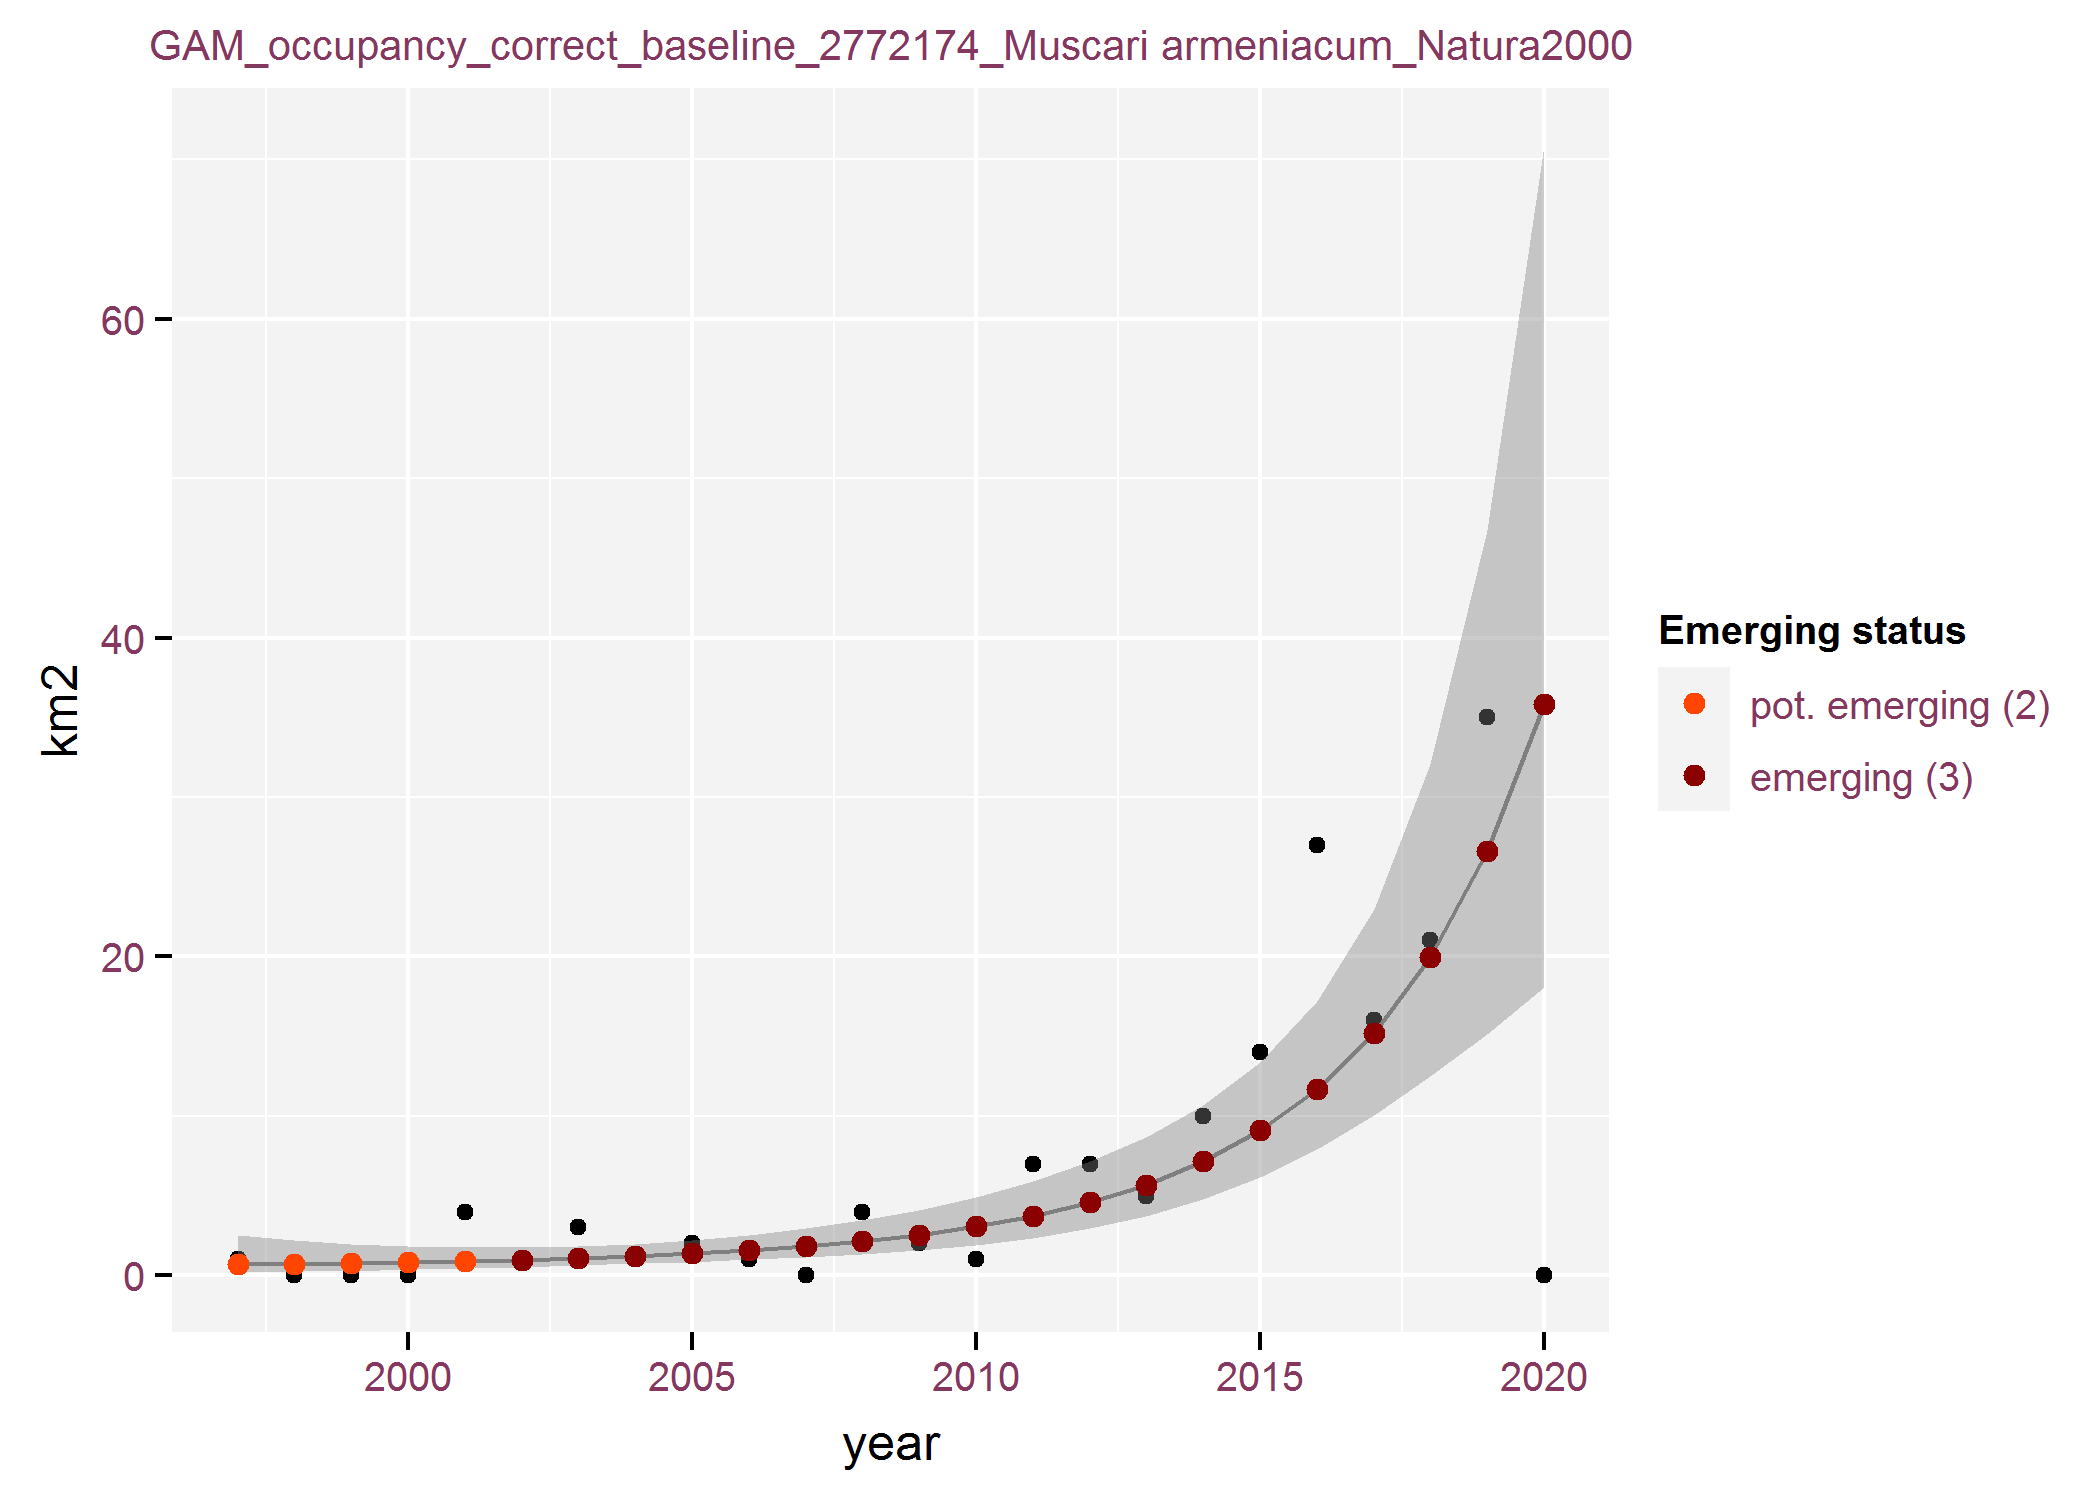 GAM_occupancy_correct_baseline_2772174_Muscari armeniacum_Natura2000
60
40
20
0
km2
2000 2005 2010 2015 2020
year
Emerging status
pot. emerging (2)
emerging (3)